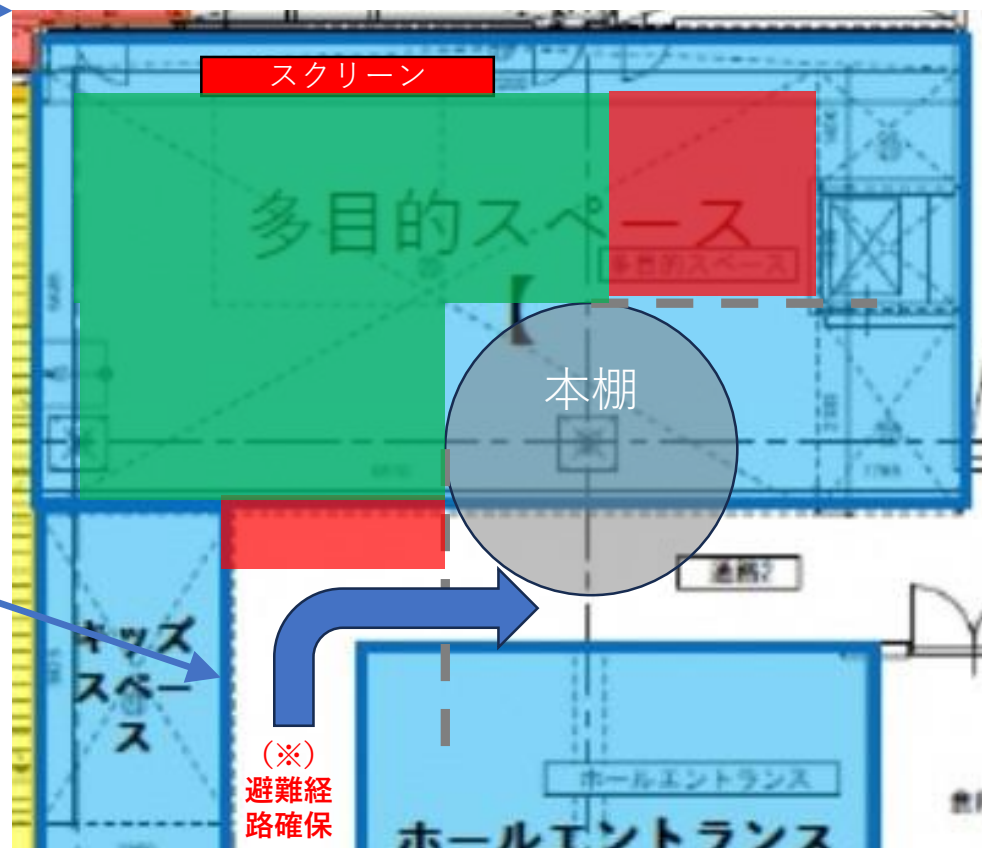 スクリーン
多目的スペース
多目的スペース
【
本棚
通路2
キッズ
スペー
ス
(※)
避難経
路確保
ホールエントランス
ホールエントランス